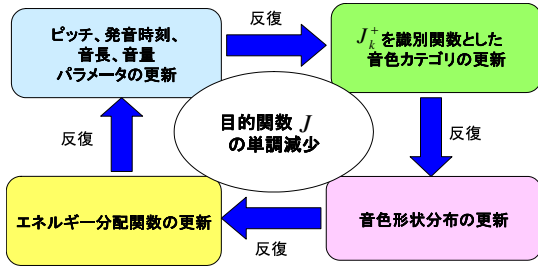 ピッチ、発音時刻、
音長、音量
パラメータの更新
反復
J_k^+ を識別関数とした
音色カテゴリの更新
反復
目的関数 J
の単調減少
反復
エネルギー分配関数の更新
反復
音色形状分布の更新